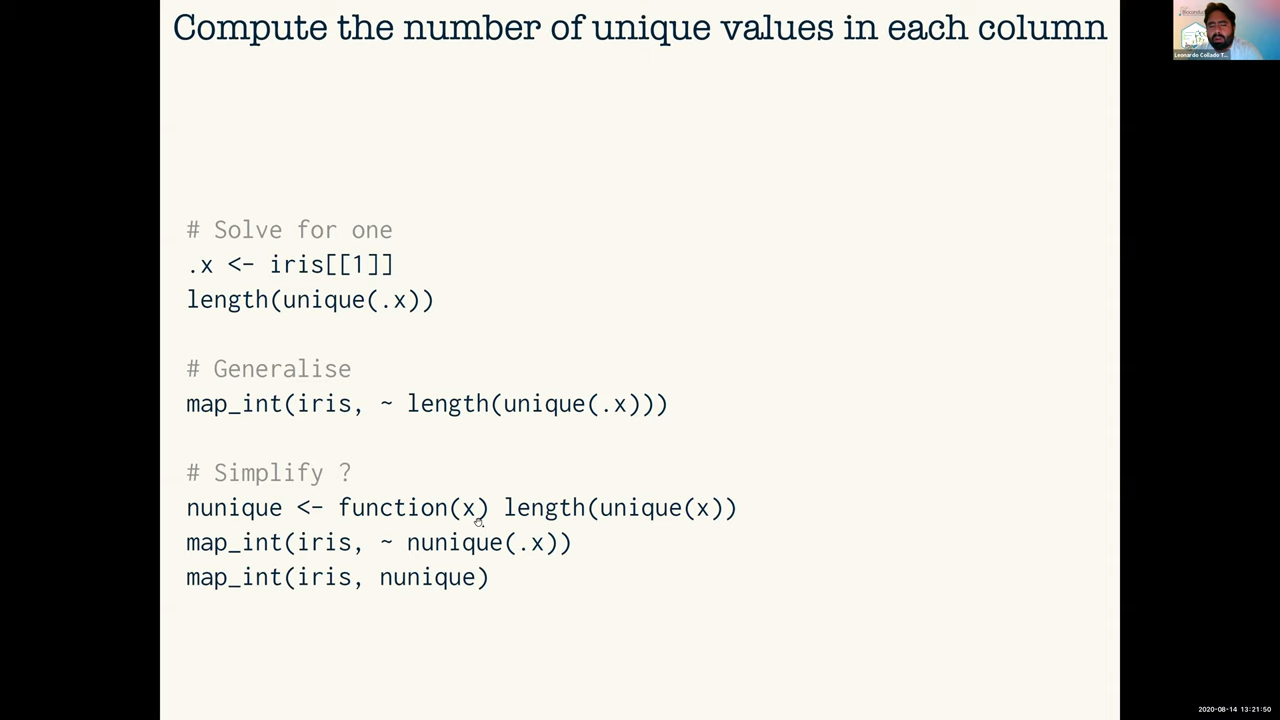 Compute the number of unique values in each column
Leonardo Collado T...
# Solve for one
.x <- iris[[1]]
length(unique(.x))
# Generalise
map_int(iris, ~ length(unique(.x)))
# Simplify ?
nunique <- function(x) length(unique(x))
map_int(iris, ~ nunique(.x))
map_int(iris, nunique)
2020-08-14 13:21:50